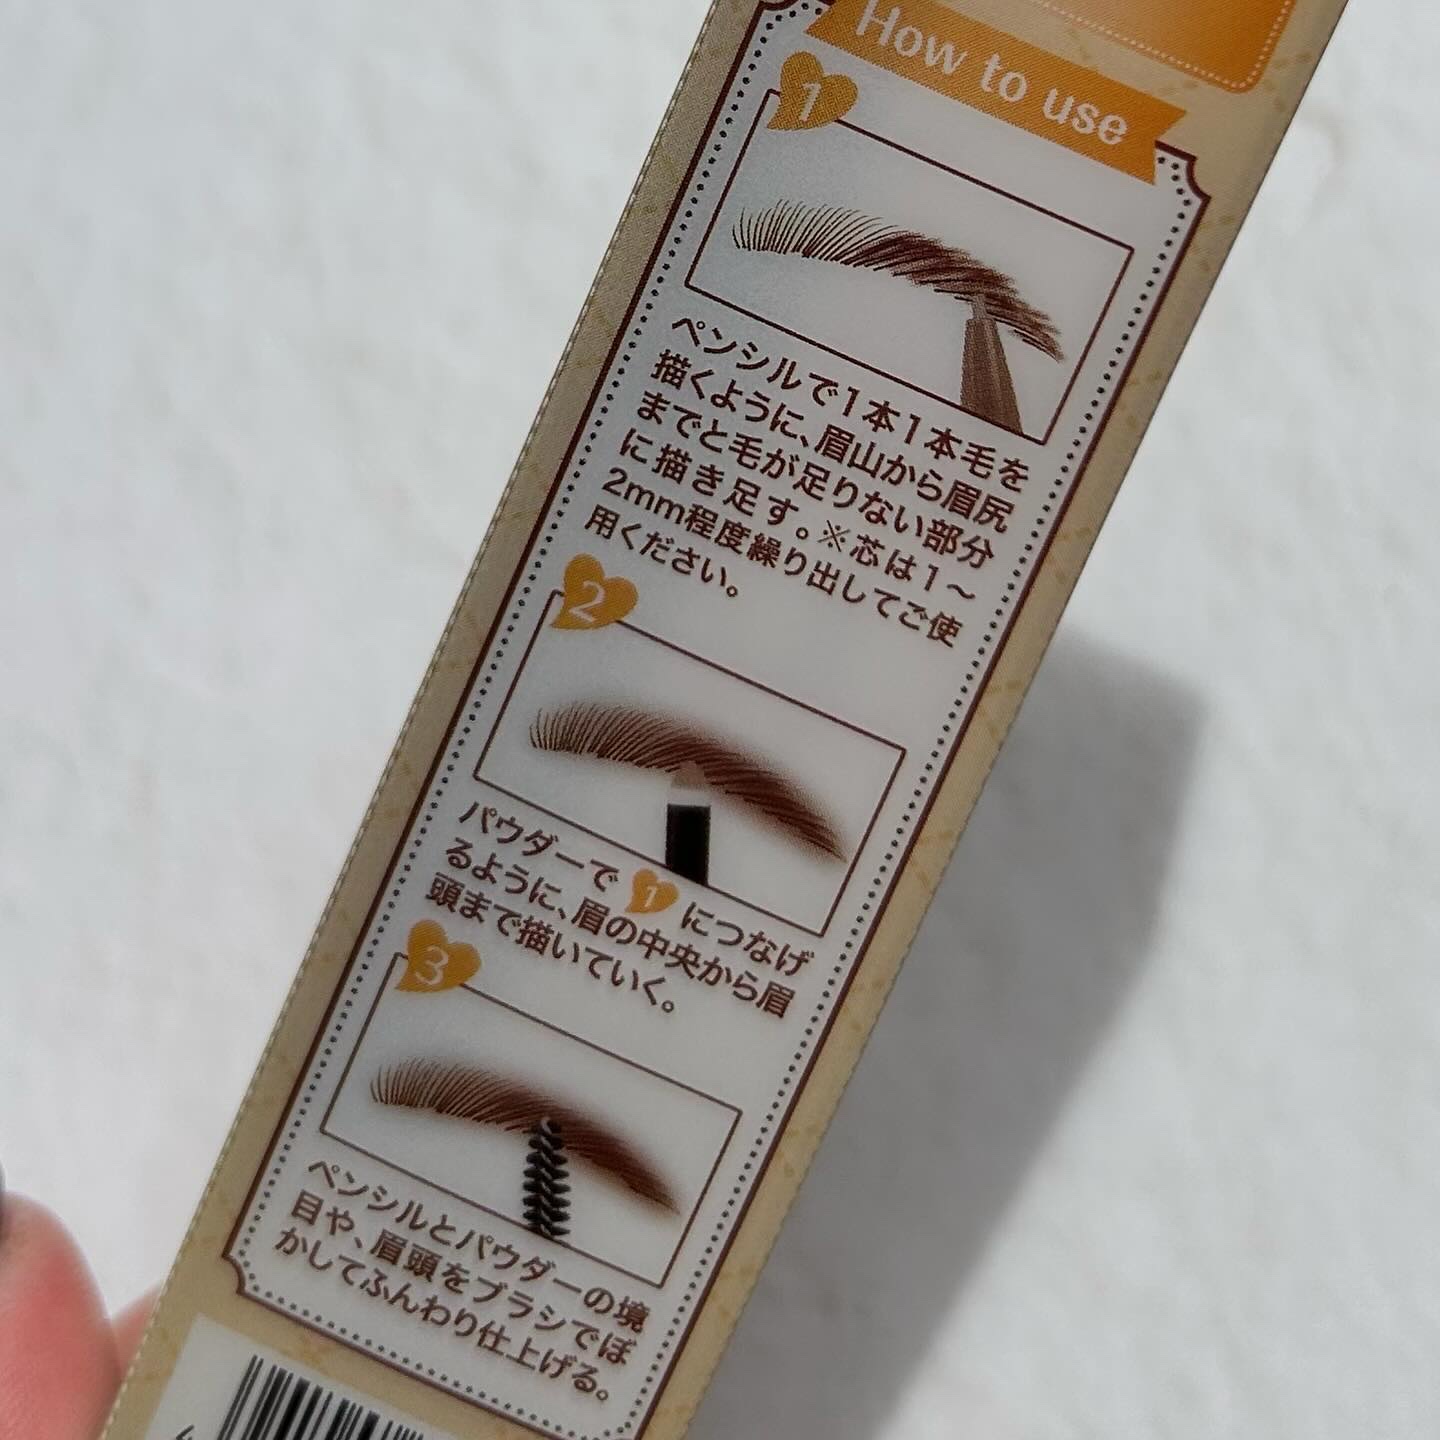 How to use
1
ペンシルで1本1本毛を
描くように、眉山から眉尻
までと毛が足りない部分
に描き足す。※芯は1〜
2mm程度繰り出してご使
用ください。
2
パウダーで 1 につなげ
るように、眉の中央から眉
頭まで描いていく。
3
ペンシルとパウダーの境
目や、眉頭をブラシでぼ
かしてふんわり仕上げる。
4